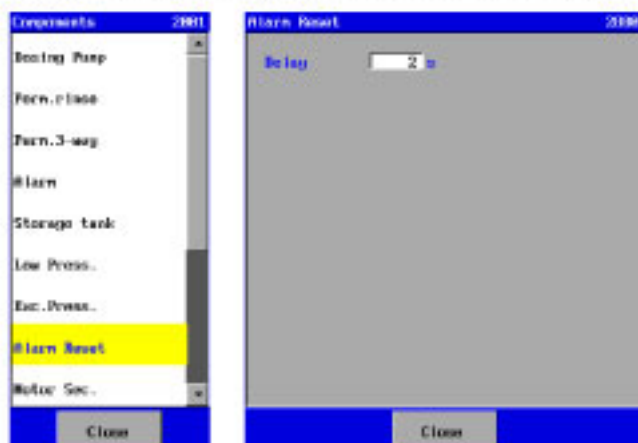 Components 2001
Dosing Pump
Perm.rinse
Perm.3-way
Alarm
Storage tank
Low Press.
Exc.Press.
Alarm Reset
Motor Sec.
Close
Alarm Reset
Delay 2 s
Close